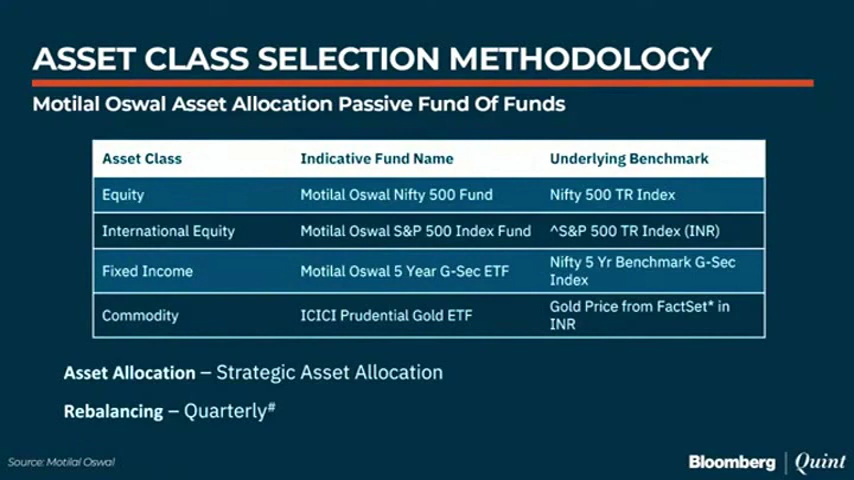 ASSET CLASS SELECTION METHODOLOGY
Motilal Oswal Asset Allocation Passive Fund Of Funds
Asset Class Indicative Fund Name Underlying Benchmark
Equity Motilal Oswal Nifty 500 Fund Nifty 500 TR Index
International Equity Motilal Oswal S&P 500 Index Fund ^S&P 500 TR Index (INR)
Fixed Income Motilal Oswal 5 Year G-Sec ETF Nifty 5 Yr Benchmark G-Sec
Index
Commodity ICICI Prudential Gold ETF Gold Price from FactSet* in
INR
Asset Allocation – Strategic Asset Allocation
Rebalancing – Quarterly#
Source: Motilal Oswal
Bloomberg | Quint